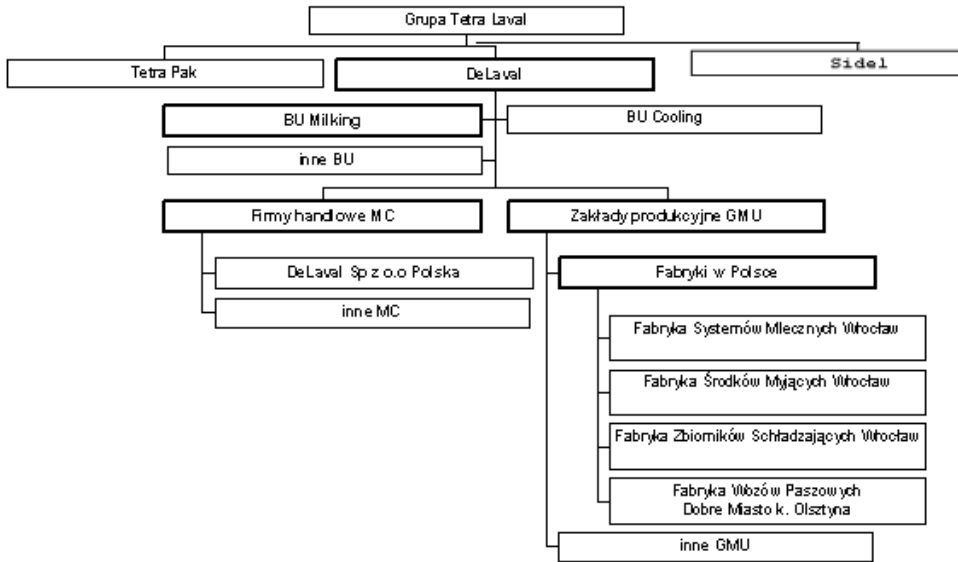 Grupa Tetra Laval
Tetra Pak
DeLaval
Sidel
BU Milking
BU Cooling
inne BU
Firmy handlowe MC
Zakłady produkcyjne GMU
DeLaval Sp z o.o Polska
Fabryki w Polsce
inne MC
Fabryka Systemów Mlecznych Wrocław
Fabryka Środków Myjących Wrocław
Fabryka Zbiorników Schładzających Wrocław
Fabryka Wozów Paszowych
Dobre Miasto k. Olsztyna
inne GMU